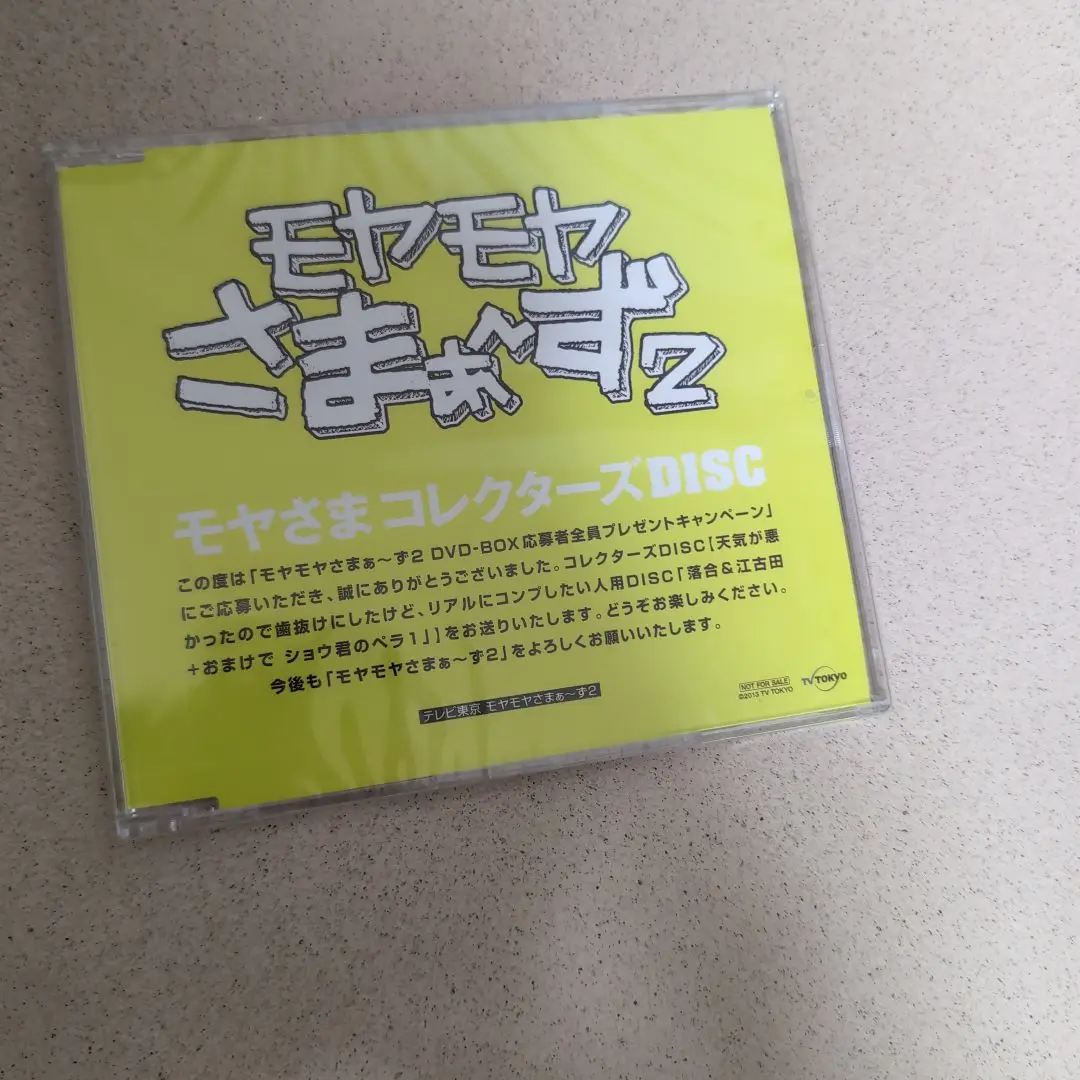 モヤモヤ
さまぁ〜ず2
モヤさまコレクターズDISC
この度は「モヤモヤさまぁ〜ず2 DVD-BOX応募者全員プレゼントキャンペーン」
にご応募いただき、誠にありがとうございました。コレクターズDISC【天気が悪
かったので歯抜けにしたけど、リアルにコンプしたい人用DISC「落合&江古田
+おまけで ショウ君のペラ1」】をお送りいたします。どうぞお楽しみください。
今後も「モヤモヤさまぁ〜ず2」をよろしくお願いいたします。
テレビ東京 モヤモヤさまぁ〜ず2
NOT FOR SALE
©2013 TV TOKYO
TV TOKYO